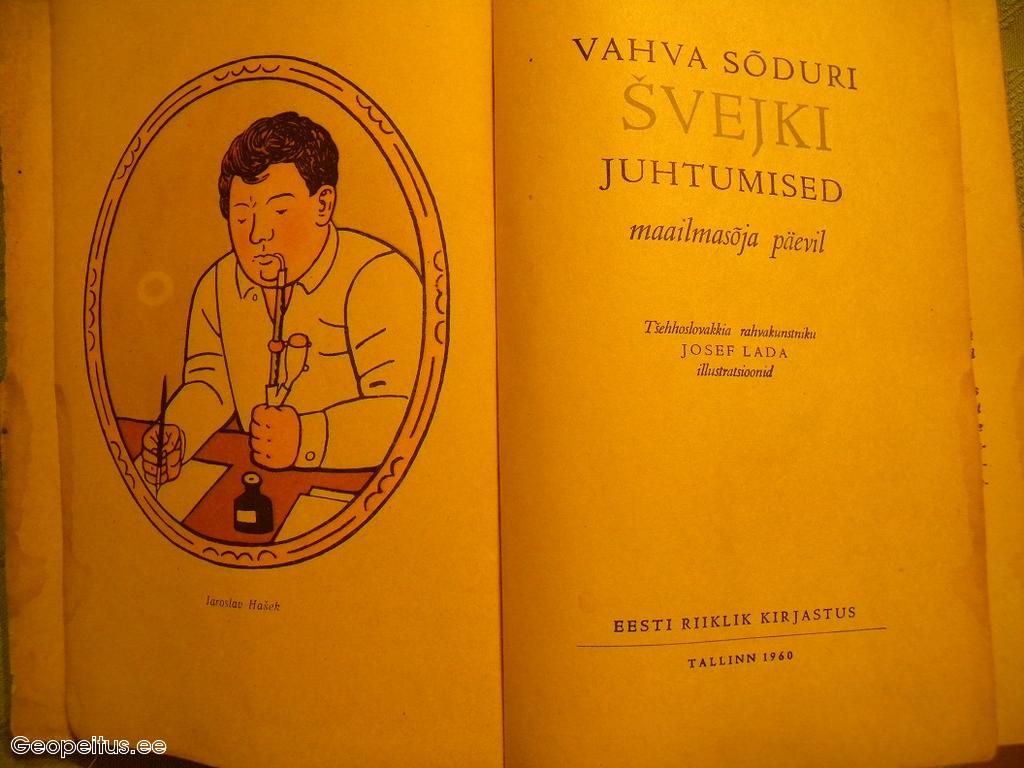 Iaroslav Hašek
VAHVA SÕDURI
ŠVEJKI
JUHTUMISED
maailmasõja päevil
Tšehhoslovakkia rahvakunstniku
JOSEF LADA
illustratsioonid
EESTI RIIKLIK KIRJASTUS
TALLINN 1960
Geopeitus.ee